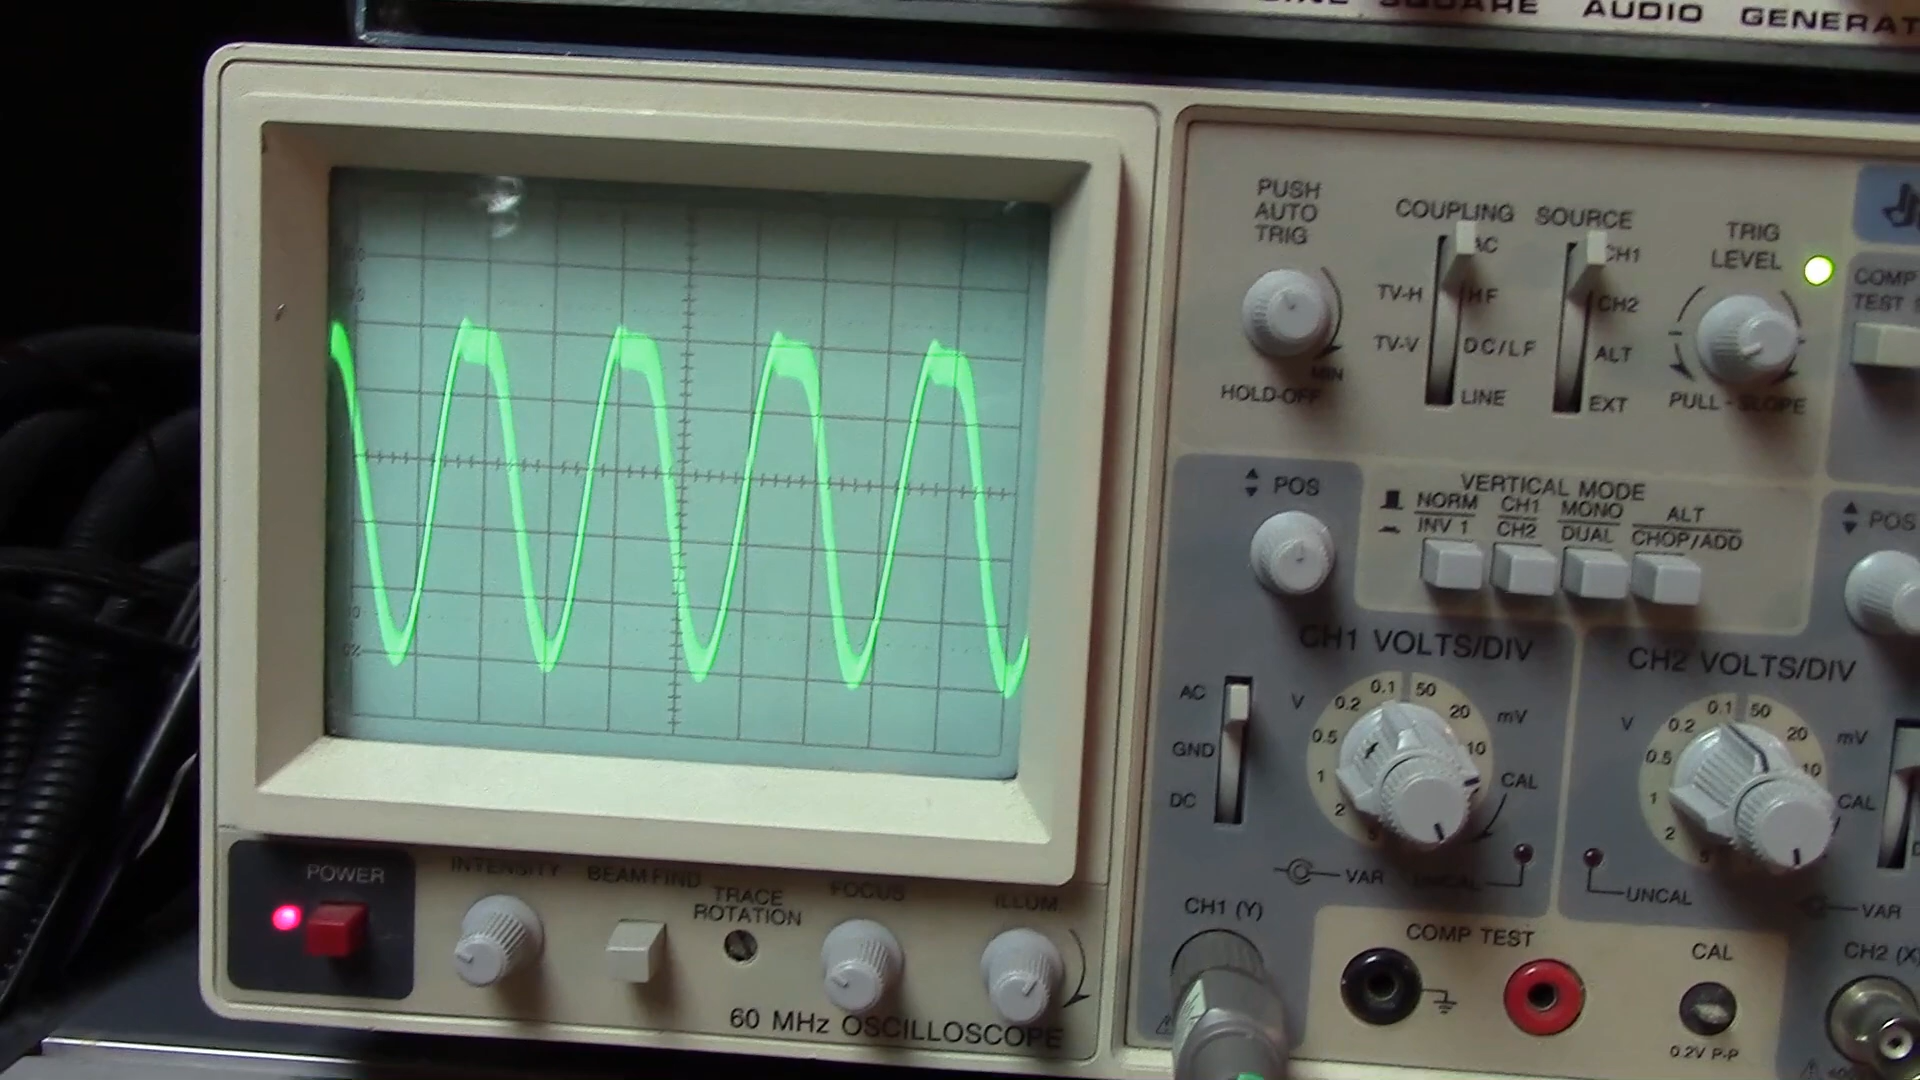 SQUARE AUDIO
PUSH
AUTO
TRIG
HOLD-OFF
MIN
COUPLING
AC
TV-H
HF
TV-V
DC/LF
LINE
SOURCE
CH1
CH2
ALT
EXT
TRIG
LEVEL
PULL-SLOPE
COMP
TEST
POS
VERTICAL MODE
NORM
INV 1
CH1
CH2
MONO
DUAL
ALT
CHOP/ADD
POS
CH1 VOLTS/DIV
AC
GND
DC
V
mV
0.1
50
0.2
20
0.5
10
1
2
5
CAL
VAR
UNCAL
CH2 VOLTS/DIV
V
mV
0.1
50
0.2
20
0.5
10
1
2
5
CAL
UNCAL
VAR
POWER
INTENSITY
BEAM FIND
TRACE
ROTATION
FOCUS
ILLUM.
60 MHz OSCILLOSCOPE
CH1 (Y)
COMP TEST
CAL
0.2V P-P
CH2 (X)